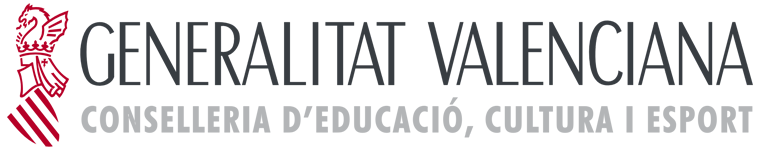 GENERALITAT VALENCIANA
CONSELLERIA D'EDUCACIÓ, CULTURA I ESPORT